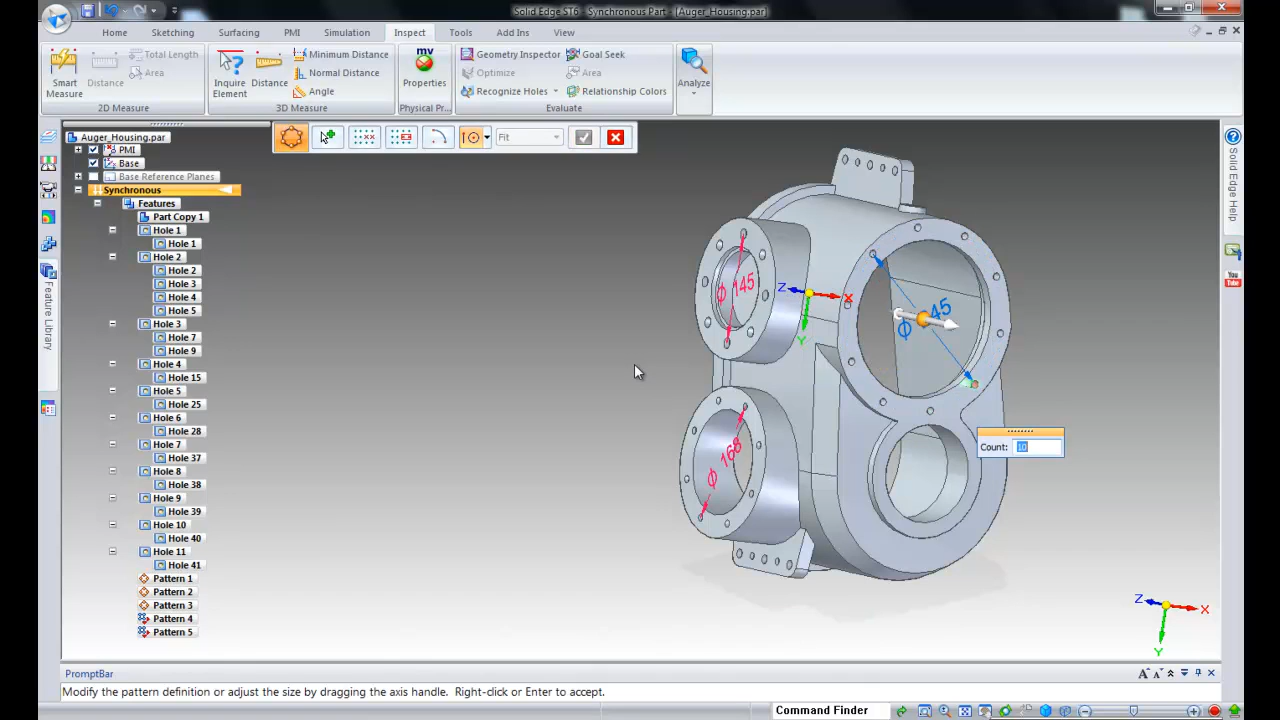 Solid Edge ST6 - Synchronous Part - [Auger_Housing.par]
Home Sketching Surfacing PMI Simulation Inspect Tools Add Ins View
Smart Measure
Distance
Total Length
Area
2D Measure
Inquire Element
Distance
Minimum Distance
Normal Distance
Angle
3D Measure
mv
Properties
Physical Pr...
Geometry Inspector
Goal Seek
Optimize
Area
Recognize Holes
Relationship Colors
Evaluate
Analyze
Fit
Auger_Housing.par
PMI
Base
Base Reference Planes
Synchronous
Features
Part Copy 1
Hole 1
Hole 1
Hole 2
Hole 2
Hole 3
Hole 4
Hole 5
Hole 3
Hole 7
Hole 9
Hole 4
Hole 15
Hole 5
Hole 25
Hole 6
Hole 28
Hole 7
Hole 37
Hole 8
Hole 38
Hole 9
Hole 39
Hole 10
Hole 40
Hole 11
Hole 41
Pattern 1
Pattern 2
Pattern 3
Pattern 4
Pattern 5
Feature Library
Solid Edge Help
You
Φ 145
Z X
Y
Φ 45
Φ 168
Count: 10
Z X
Y
PromptBar
Modify the pattern definition or adjust the size by dragging the axis handle. Right-click or Enter to accept.
Command Finder